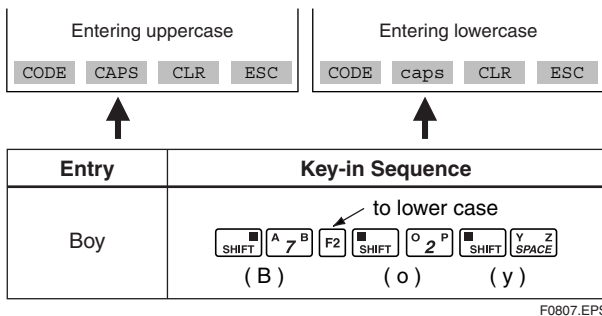 Entering uppercase
Entering lowercase
CODE CAPS CLR ESC
CODE caps CLR ESC
Entry Key-in Sequence
to lower case
Boy SHIFT A 7 B F2 SHIFT O 2 P SHIFT Y Z SPACE
( B ) ( o ) ( y )
F0807.EPS